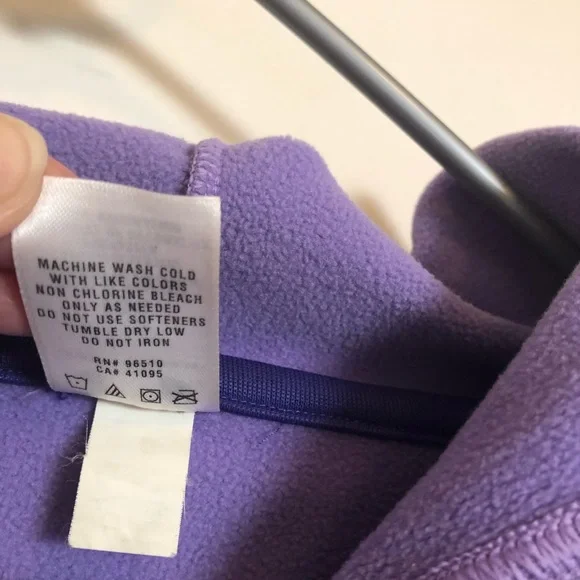 MACHINE WASH COLD
WITH LIKE COLORS
NON CHLORINE BLEACH
ONLY AS NEEDED
DO NOT USE SOFTENERS
TUMBLE DRY LOW
DO NOT IRON
RN# 96510
CA# 41095